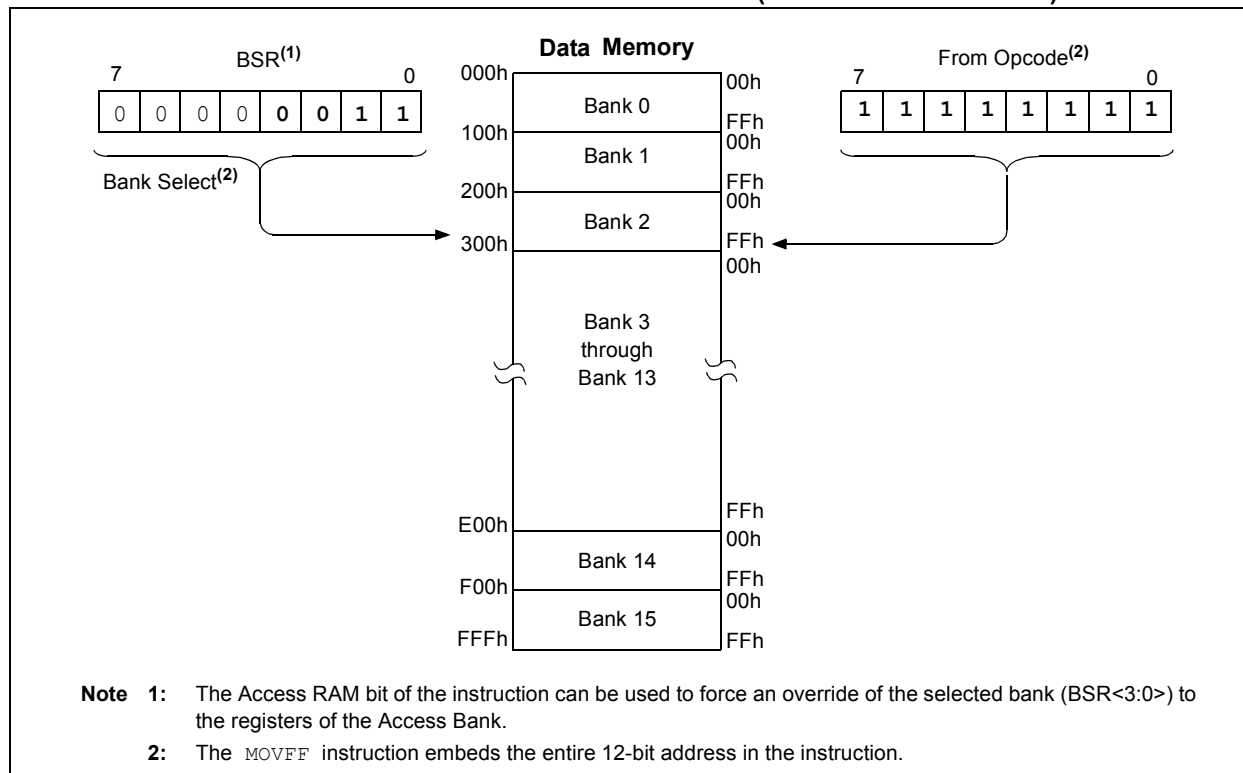 Data Memory
BSR(1)
7 0
0 0 0 0 0 0 1 1
Bank Select(2)
From Opcode(2)
7 0
1 1 1 1 1 1 1 1
000h
00h
Bank 0
FFh
100h
00h
Bank 1
FFh
200h
00h
Bank 2
FFh
300h
00h
Bank 3
through
Bank 13
FFh
E00h
00h
Bank 14
FFh
F00h
00h
Bank 15
FFFh
FFh
Note 1: The Access RAM bit of the instruction can be used to force an override of the selected bank (BSR<3:0>) to
the registers of the Access Bank.
2: The MOVFF instruction embeds the entire 12-bit address in the instruction.